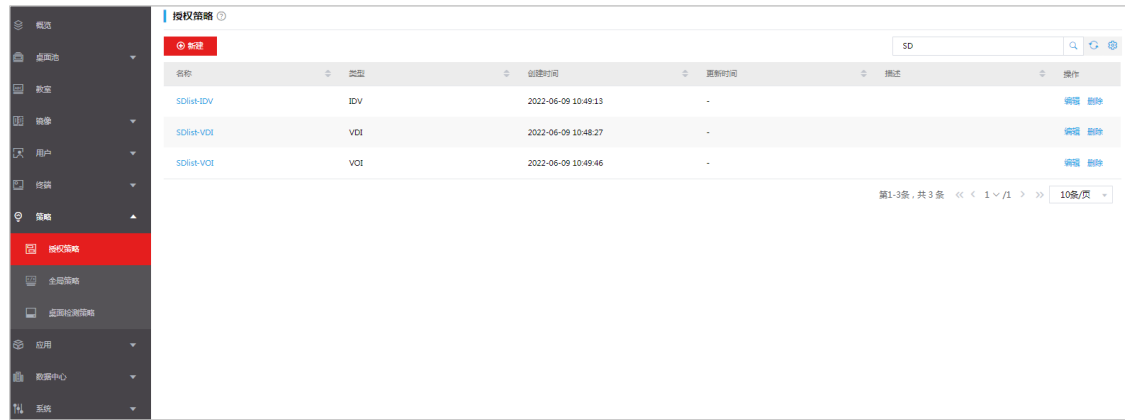 概览
桌面池
教室
镜像
用户
终端
策略
授权策略
全局策略
桌面检测策略
应用
数据中心
系统
授权策略
新建
SD
名称 类型 创建时间 更新时间 描述 操作
SDlist-IDV IDV 2022-06-09 10:49:13 - 编辑 删除
SDlist-VDI VDI 2022-06-09 10:48:27 - 编辑 删除
SDlist-VOI VOI 2022-06-09 10:49:46 - 编辑 删除
第1-3条，共 3 条 1 /1 10条/页